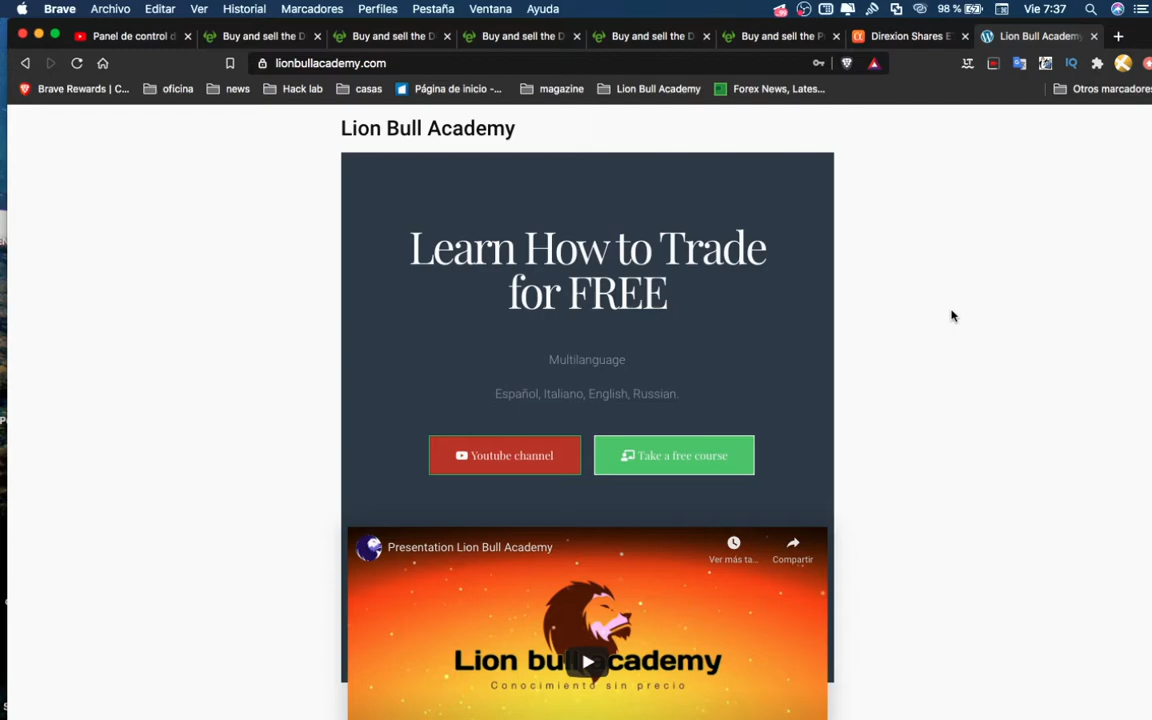 Brave Archivo Editar Ver Historial Marcadores Perfiles Pestaña Ventana Ayuda 98 % Vie 7:37
Panel de control d Buy and sell the D Buy and sell the D Buy and sell the D Buy and sell the D Buy and sell the P Direxion Shares E Lion Bull Academy
lionbullacademy.com
Brave Rewards | C... oficina news Hack lab casas Página de inicio -... magazine Lion Bull Academy Forex News, Lates... Otros marcadores
Lion Bull Academy
Learn How to Trade
for FREE
Multilanguage
Español, Italiano, English, Russian.
Youtube channel Take a free course
Presentation Lion Bull Academy
Ver más ta... Compartir
Lion bull academy
Conocimiento sin precio